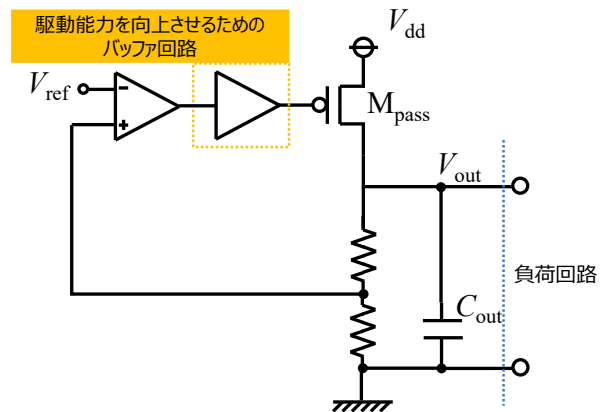 駆動能力を向上させるための
バッファ回路
Vdd
Vref
−
+
Mpass
Vout
負荷回路
Cout